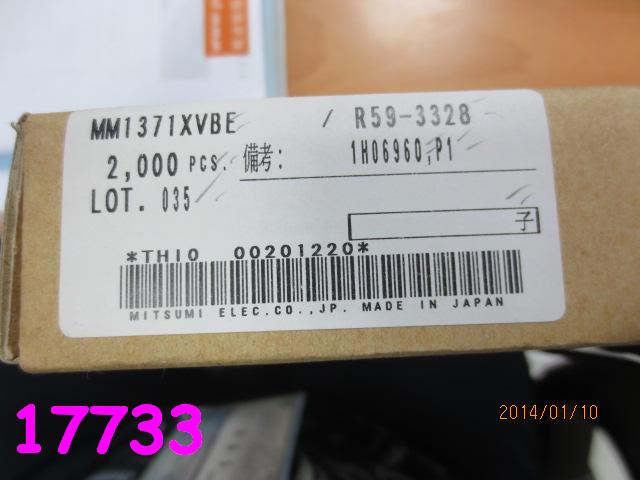 MM1371XVBE / R59-3328
2,000 PCS. 備考: 1H06960,P1
LOT. 035
子
*THIO 00201220*
MITSUMI ELEC.CO.,JP. MADE IN JAPAN
17733
2014/01/10